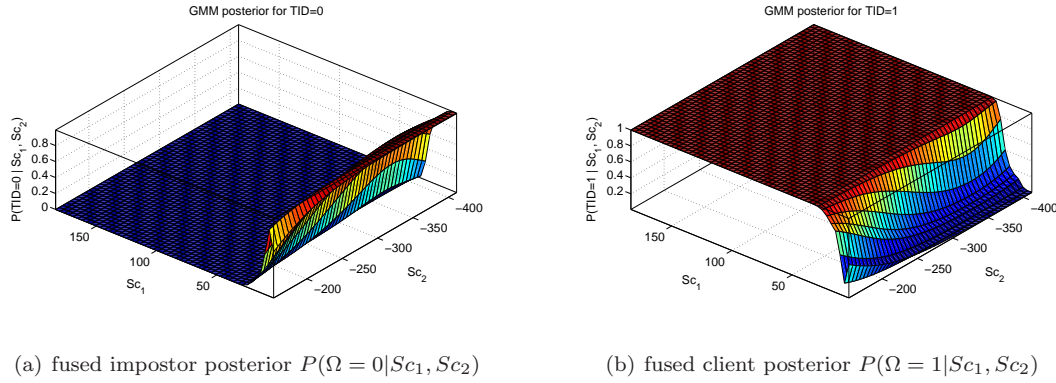 GMM posterior for TID=0
P(TID=0 | Sc1, Sc2)
0.8
0.6
0.4
0.2
0
150
100
50
Sc1
−200
−250
−300
−350
−400
Sc2
(a) fused impostor posterior P(Ω = 0|Sc1, Sc2)
GMM posterior for TID=1
P(TID=1 | Sc1, Sc2)
1
0.8
0.6
0.4
0.2
150
100
50
Sc1
−200
−250
−300
−350
−400
Sc2
(b) fused client posterior P(Ω = 1|Sc1, Sc2)